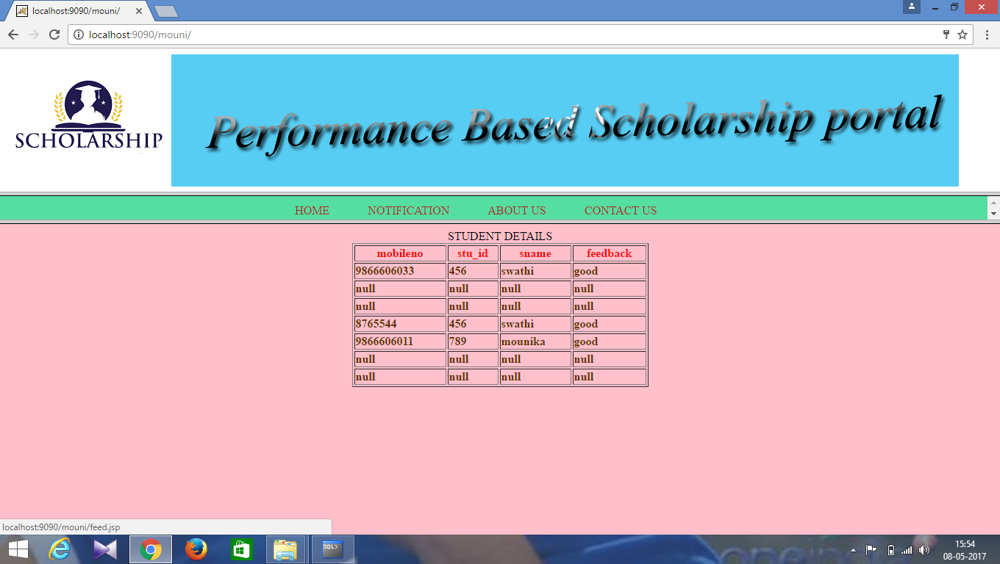 localhost:9090/mouni/
localhost:9090/mouni/
SCHOLARSHIP
Performance Based Scholarship portal
HOME NOTIFICATION ABOUT US CONTACT US
STUDENT DETAILS
mobileno stu_id sname feedback
9866606033 456 swathi good
null null null null
null null null null
8765544 456 swathi good
9866606011 789 mounika good
null null null null
null null null null
localhost:9090/mouni/feed.jsp
SQL>
15:54
08-05-2017